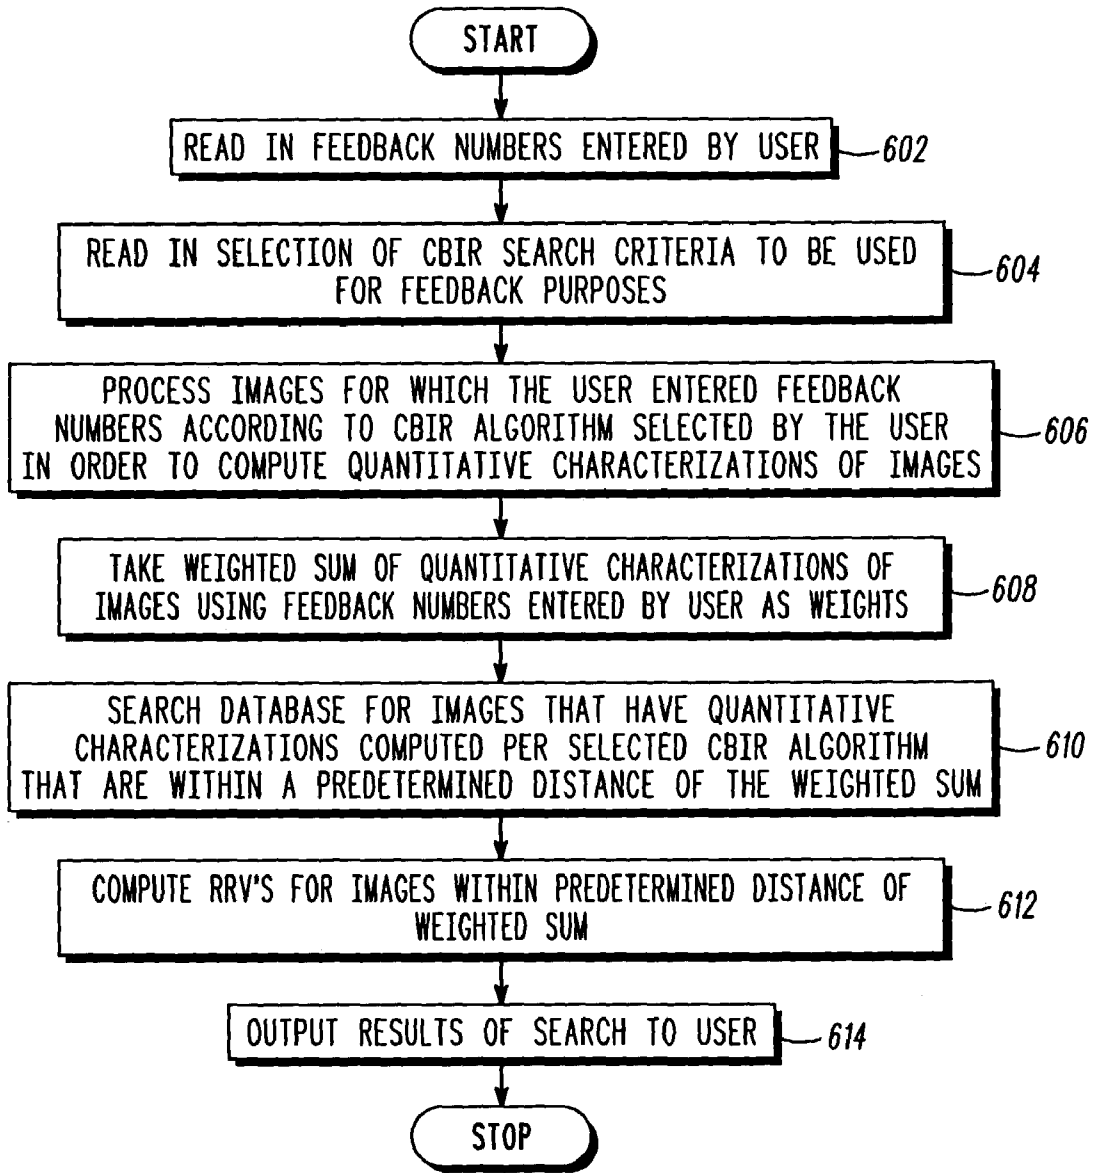 START
READ IN FEEDBACK NUMBERS ENTERED BY USER
602
READ IN SELECTION OF CBIR SEARCH CRITERIA TO BE USED
FOR FEEDBACK PURPOSES
604
PROCESS IMAGES FOR WHICH THE USER ENTERED FEEDBACK
NUMBERS ACCORDING TO CBIR ALGORITHM SELECTED BY THE USER
IN ORDER TO COMPUTE QUANTITATIVE CHARACTERIZATIONS OF IMAGES
606
TAKE WEIGHTED SUM OF QUANTITATIVE CHARACTERIZATIONS OF
IMAGES USING FEEDBACK NUMBERS ENTERED BY USER AS WEIGHTS
608
SEARCH DATABASE FOR IMAGES THAT HAVE QUANTITATIVE
CHARACTERIZATIONS COMPUTED PER SELECTED CBIR ALGORITHM
THAT ARE WITHIN A PREDETERMINED DISTANCE OF THE WEIGHTED SUM
610
COMPUTE RRV'S FOR IMAGES WITHIN PREDETERMINED DISTANCE OF
WEIGHTED SUM
612
OUTPUT RESULTS OF SEARCH TO USER
614
STOP